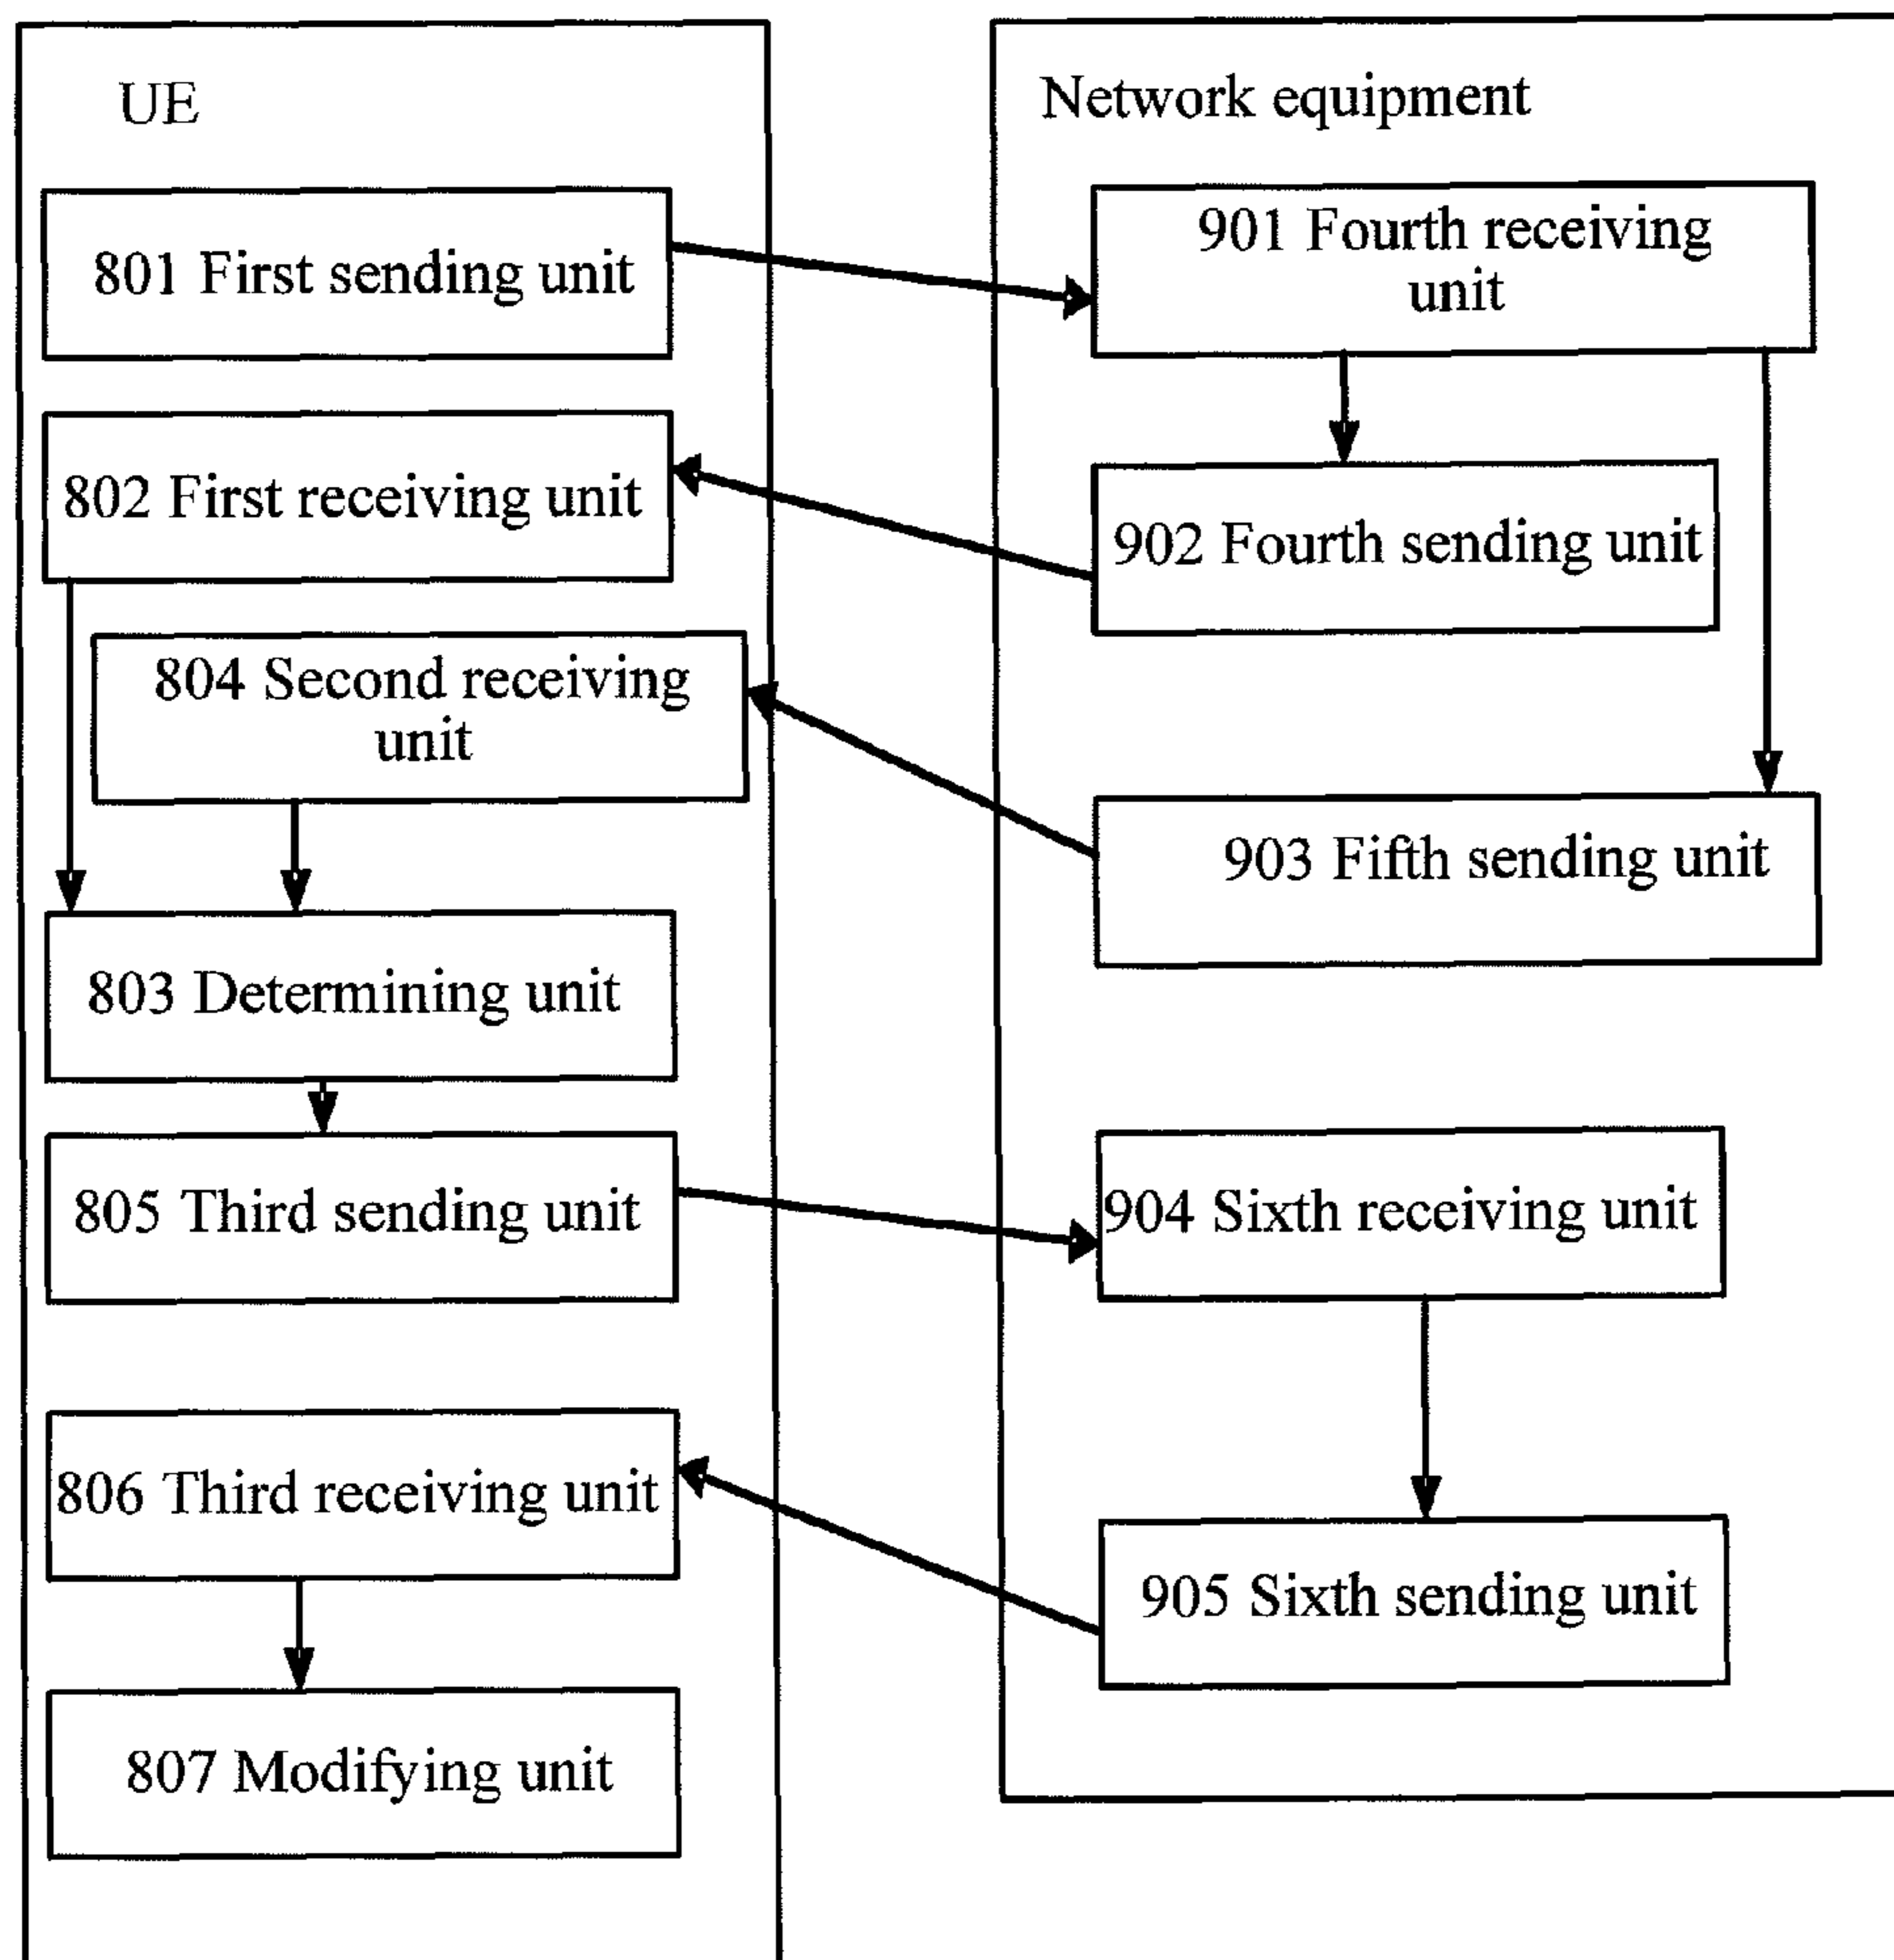 UE
801 First sending unit
802 First receiving unit
804 Second receiving
unit
803 Determining unit
805 Third sending unit
806 Third receiving unit
807 Modifying unit
Network equipment
901 Fourth receiving
unit
902 Fourth sending unit
903 Fifth sending unit
904 Sixth receiving unit
905 Sixth sending unit